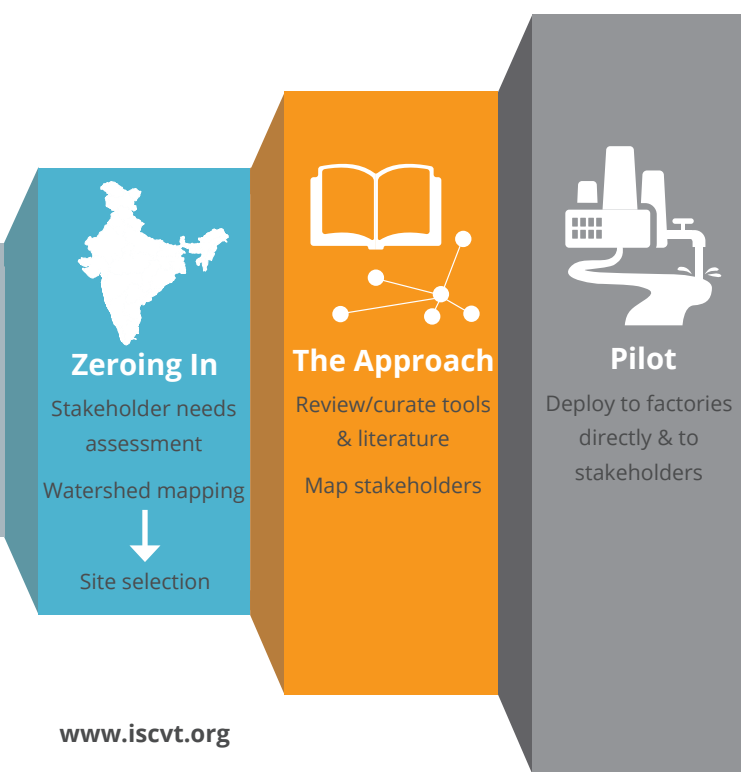 Zeroing In
Stakeholder needs
assessment
Watershed mapping
Site selection
The Approach
Review/curate tools
& literature
Map stakeholders
Pilot
Deploy to factories
directly & to
stakeholders
www.iscvt.org